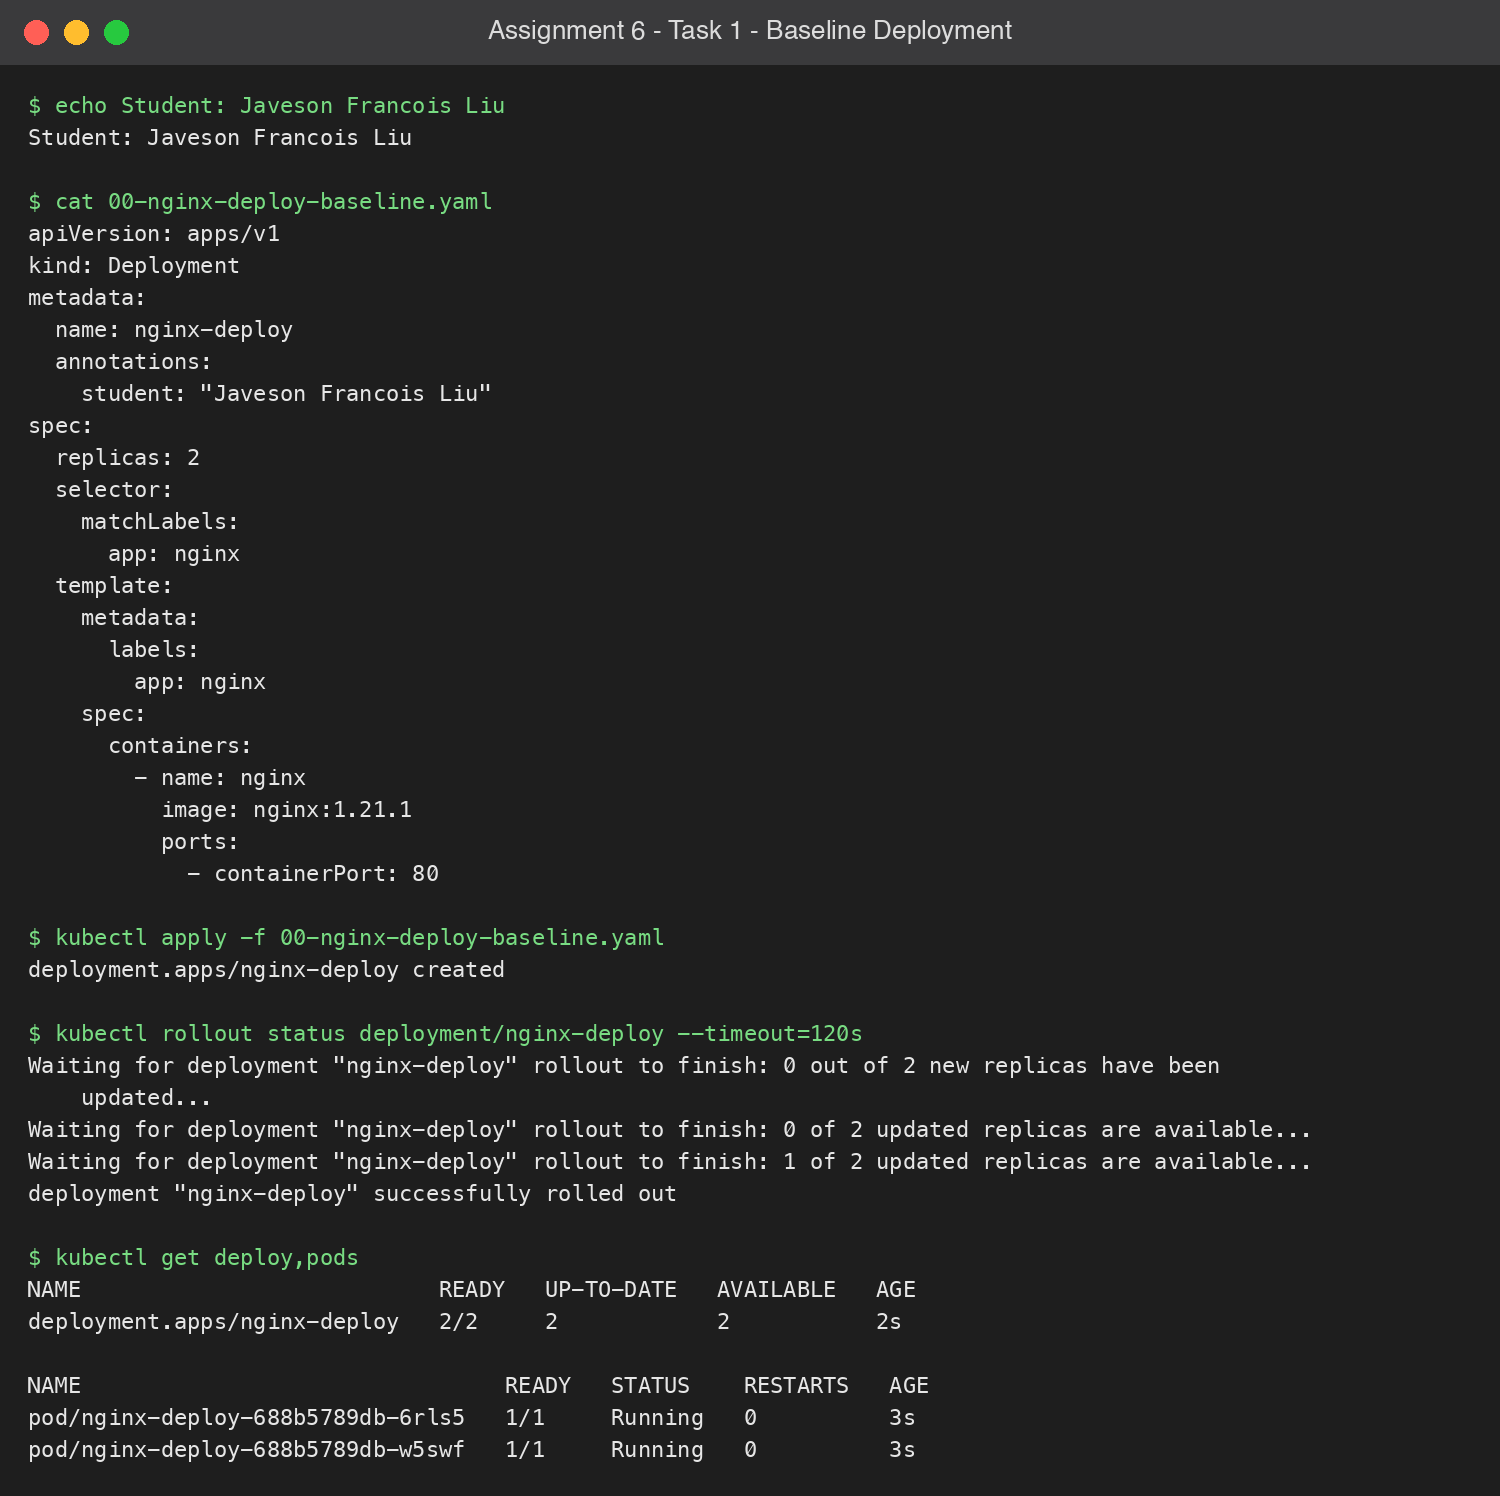 Assignment 6 - Task 1 - Baseline Deployment
$ echo Student: Javeson Francois Liu
Student: Javeson Francois Liu
$ cat 00-nginx-deploy-baseline.yaml
apiVersion: apps/v1
kind: Deployment
metadata:
  name: nginx-deploy
  annotations:
    student: "Javeson Francois Liu"
spec:
  replicas: 2
  selector:
    matchLabels:
      app: nginx
  template:
    metadata:
      labels:
        app: nginx
    spec:
      containers:
        - name: nginx
          image: nginx:1.21.1
          ports:
            - containerPort: 80
$ kubectl apply -f 00-nginx-deploy-baseline.yaml
deployment.apps/nginx-deploy created
$ kubectl rollout status deployment/nginx-deploy --timeout=120s
Waiting for deployment "nginx-deploy" rollout to finish: 0 out of 2 new replicas have been
    updated...
Waiting for deployment "nginx-deploy" rollout to finish: 0 of 2 updated replicas are available...
Waiting for deployment "nginx-deploy" rollout to finish: 1 of 2 updated replicas are available...
deployment "nginx-deploy" successfully rolled out
$ kubectl get deploy,pods
NAME                           READY   UP-TO-DATE   AVAILABLE   AGE
deployment.apps/nginx-deploy   2/2     2            2           2s
NAME                                READY   STATUS    RESTARTS   AGE
pod/nginx-deploy-688b5789db-6rls5   1/1     Running   0          3s
pod/nginx-deploy-688b5789db-w5swf   1/1     Running   0          3s